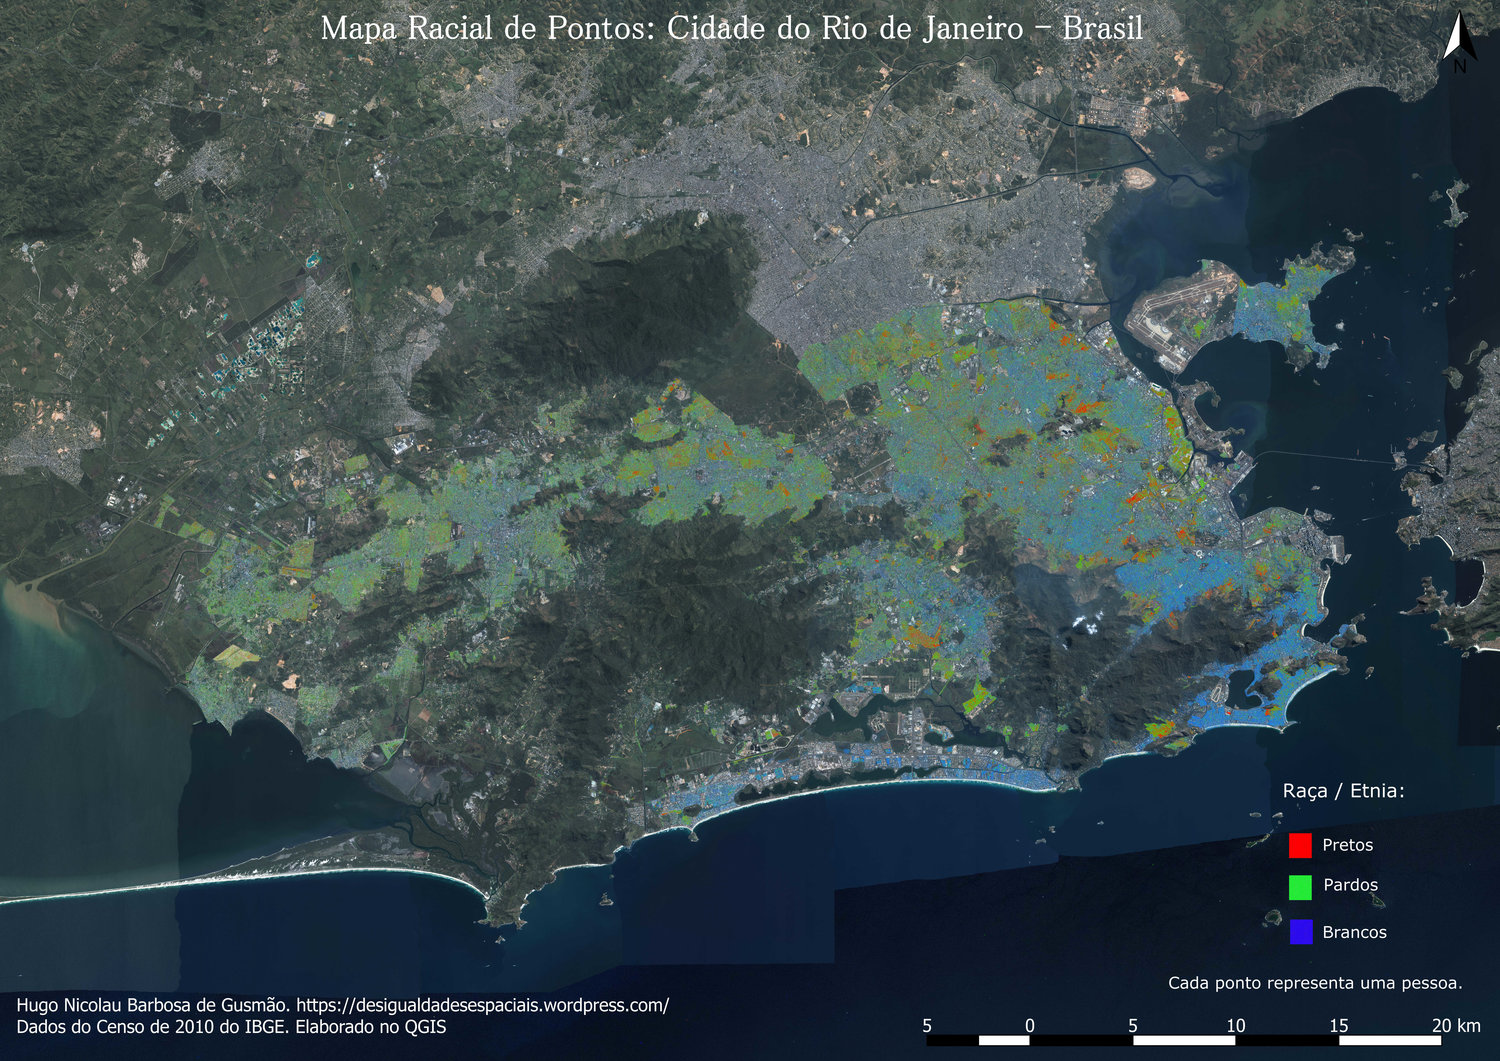 Mapa Racial de Pontos: Cidade do Rio de Janeiro - Brasil
N
Raça / Etnia:
Pretos
Pardos
Brancos
Cada ponto representa uma pessoa.
Hugo Nicolau Barbosa de Gusmão. https://desigualdadesespaciais.wordpress.com/
Dados do Censo de 2010 do IBGE. Elaborado no QGIS
5 0 5 10 15 20 km